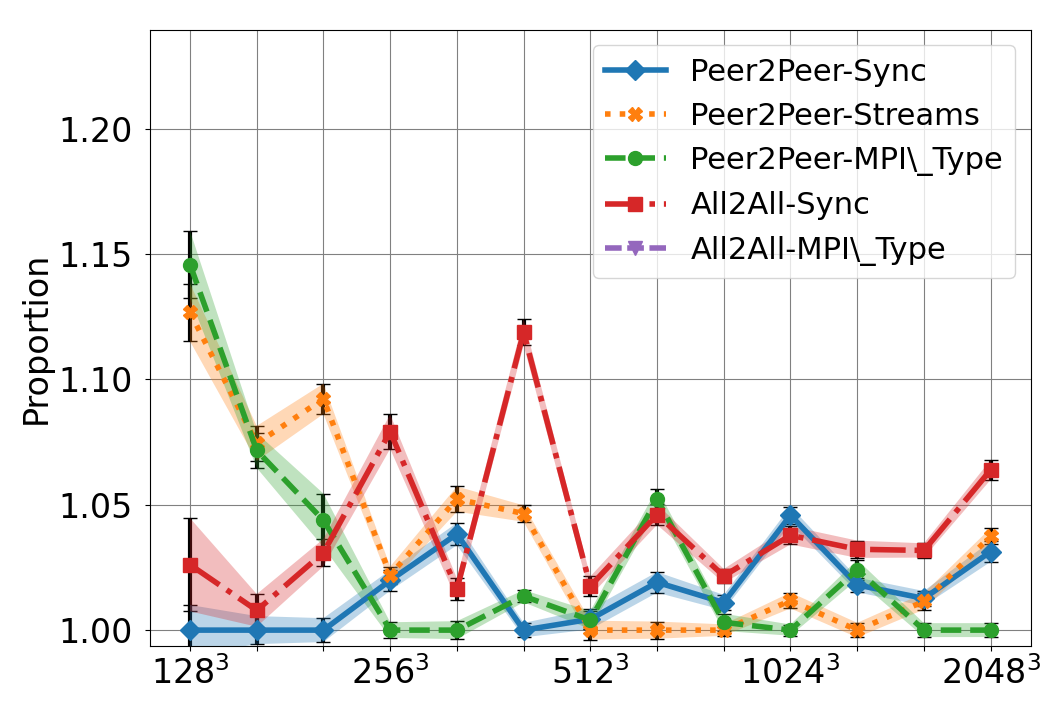 Proportion
1.20
1.15
1.10
1.05
1.00
128³
256³
512³
1024³
2048³
Peer2Peer-Sync
Peer2Peer-Streams
Peer2Peer-MPI\_Type
All2All-Sync
All2All-MPI\_Type